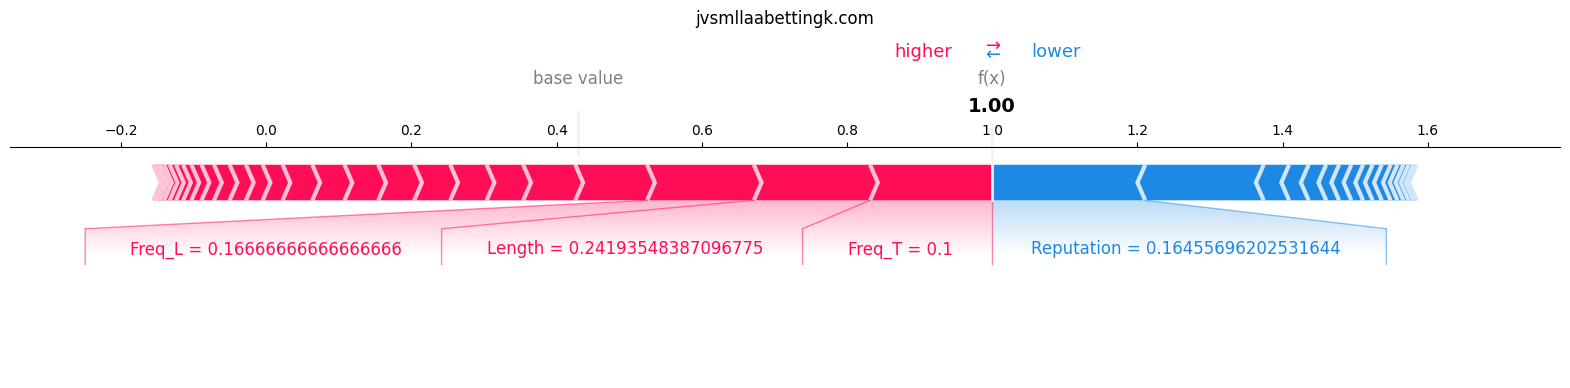 jvsmllaabettingk.com
higher → ← lower
base value f(x)
1.00
−0.2 0.0 0.2 0.4 0.6 0.8 1.0 1.2 1.4 1.6
Freq_L = 0.16666666666666666 Length = 0.24193548387096775 Freq_T = 0.1 Reputation = 0.16455696202531644